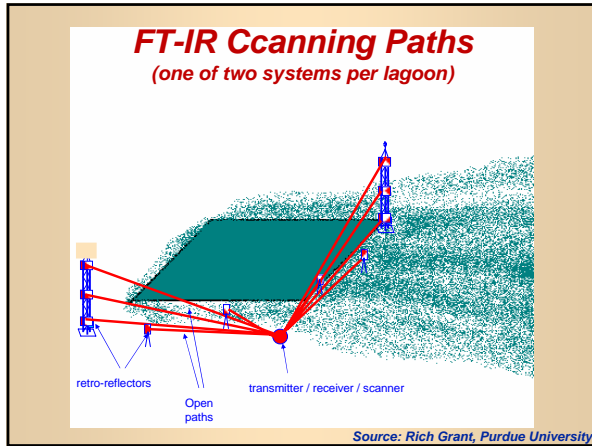 FT-IR Ccanning Paths
(one of two systems per lagoon)
retro-reflectors
transmitter / receiver / scanner
Open
paths
Source: Rich Grant, Purdue University